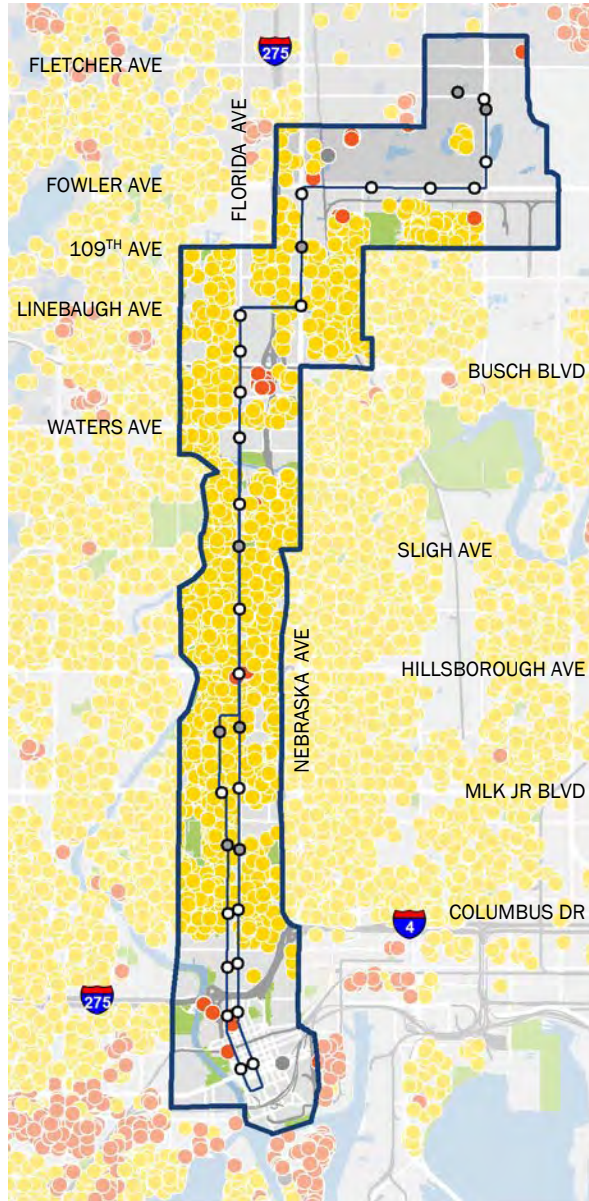 275
FLETCHER AVE
FLORIDA AVE
FOWLER AVE
109TH AVE
LINEBAUGH AVE
BUSCH BLVD
WATERS AVE
SLIGH AVE
NEBRASKA AVE
HILLSBOROUGH AVE
MLK JR BLVD
COLUMBUS DR
4
275